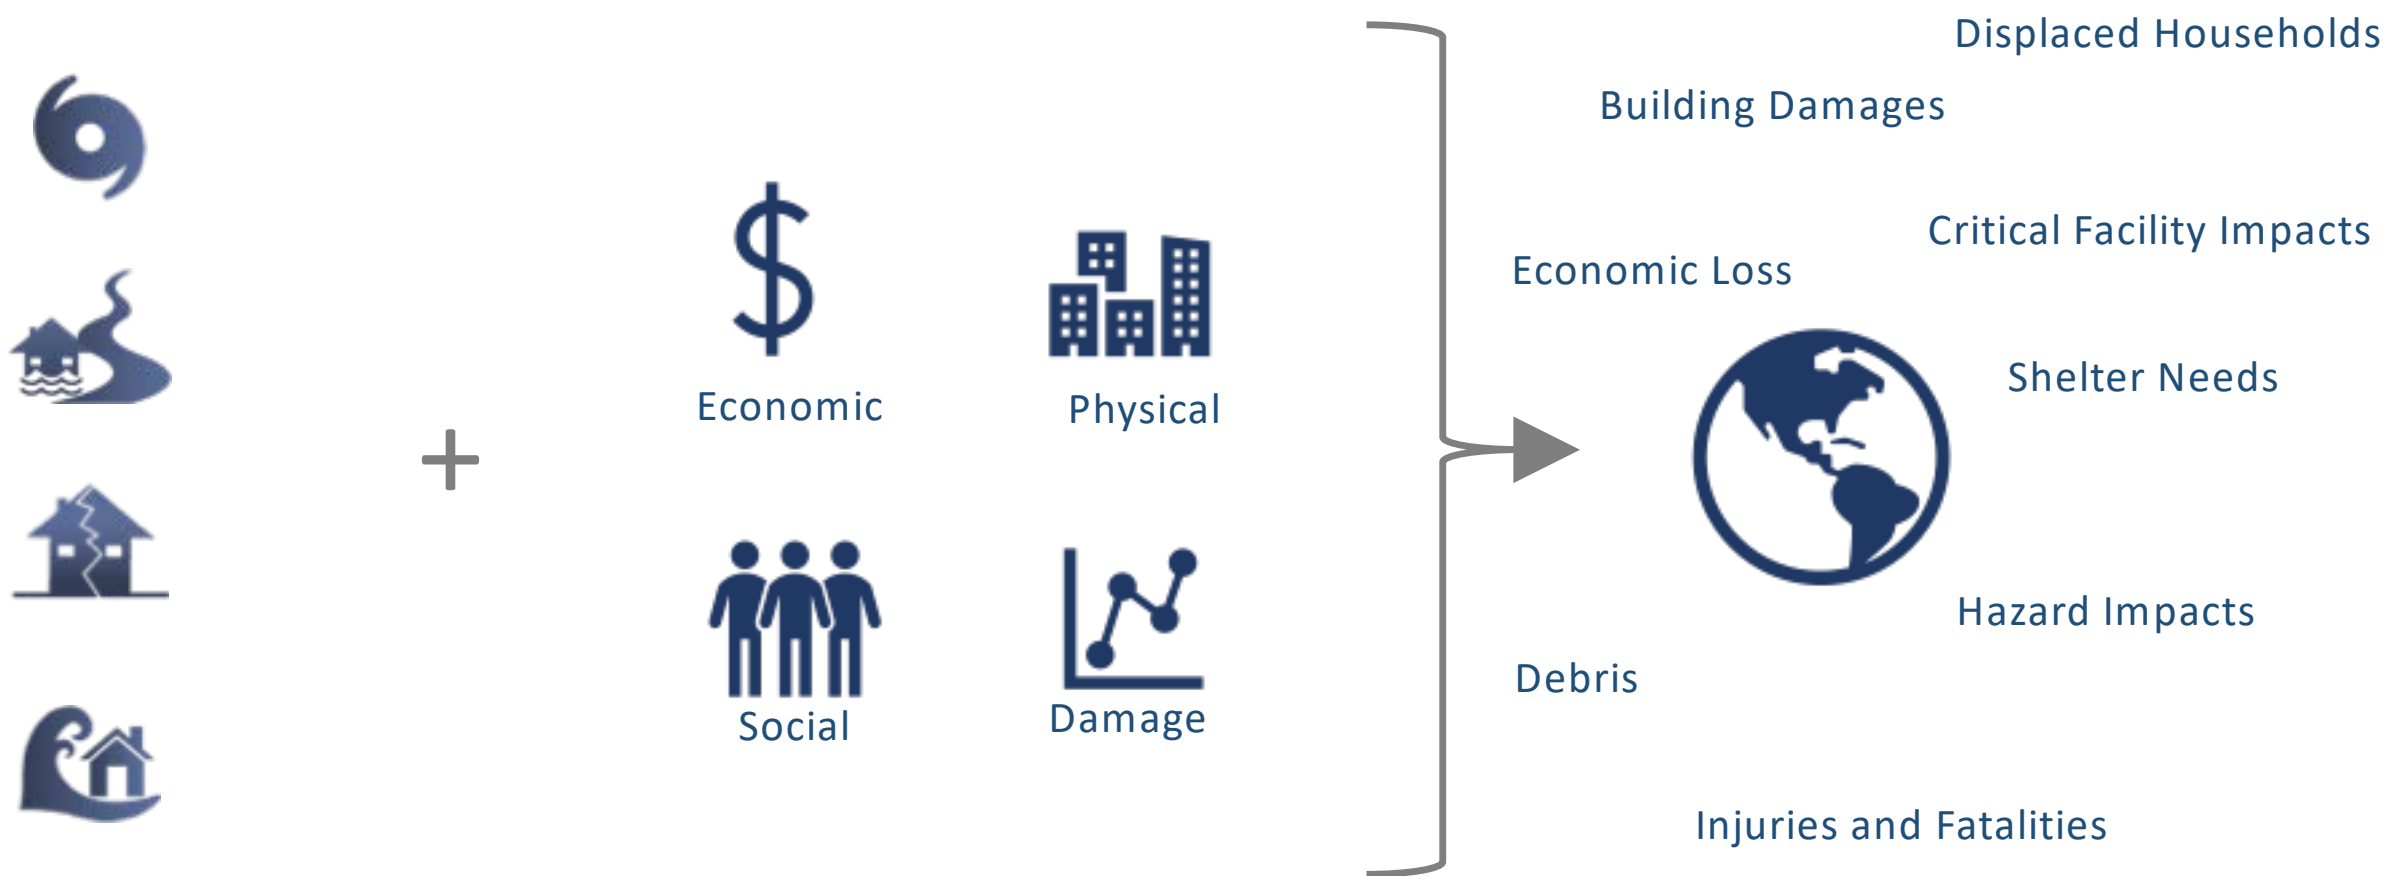 Displaced Households
Building Damages
Critical Facility Impacts
Economic Loss
Shelter Needs
Economic
Physical
+
Hazard Impacts
Debris
Social
Damage
Injuries and Fatalities